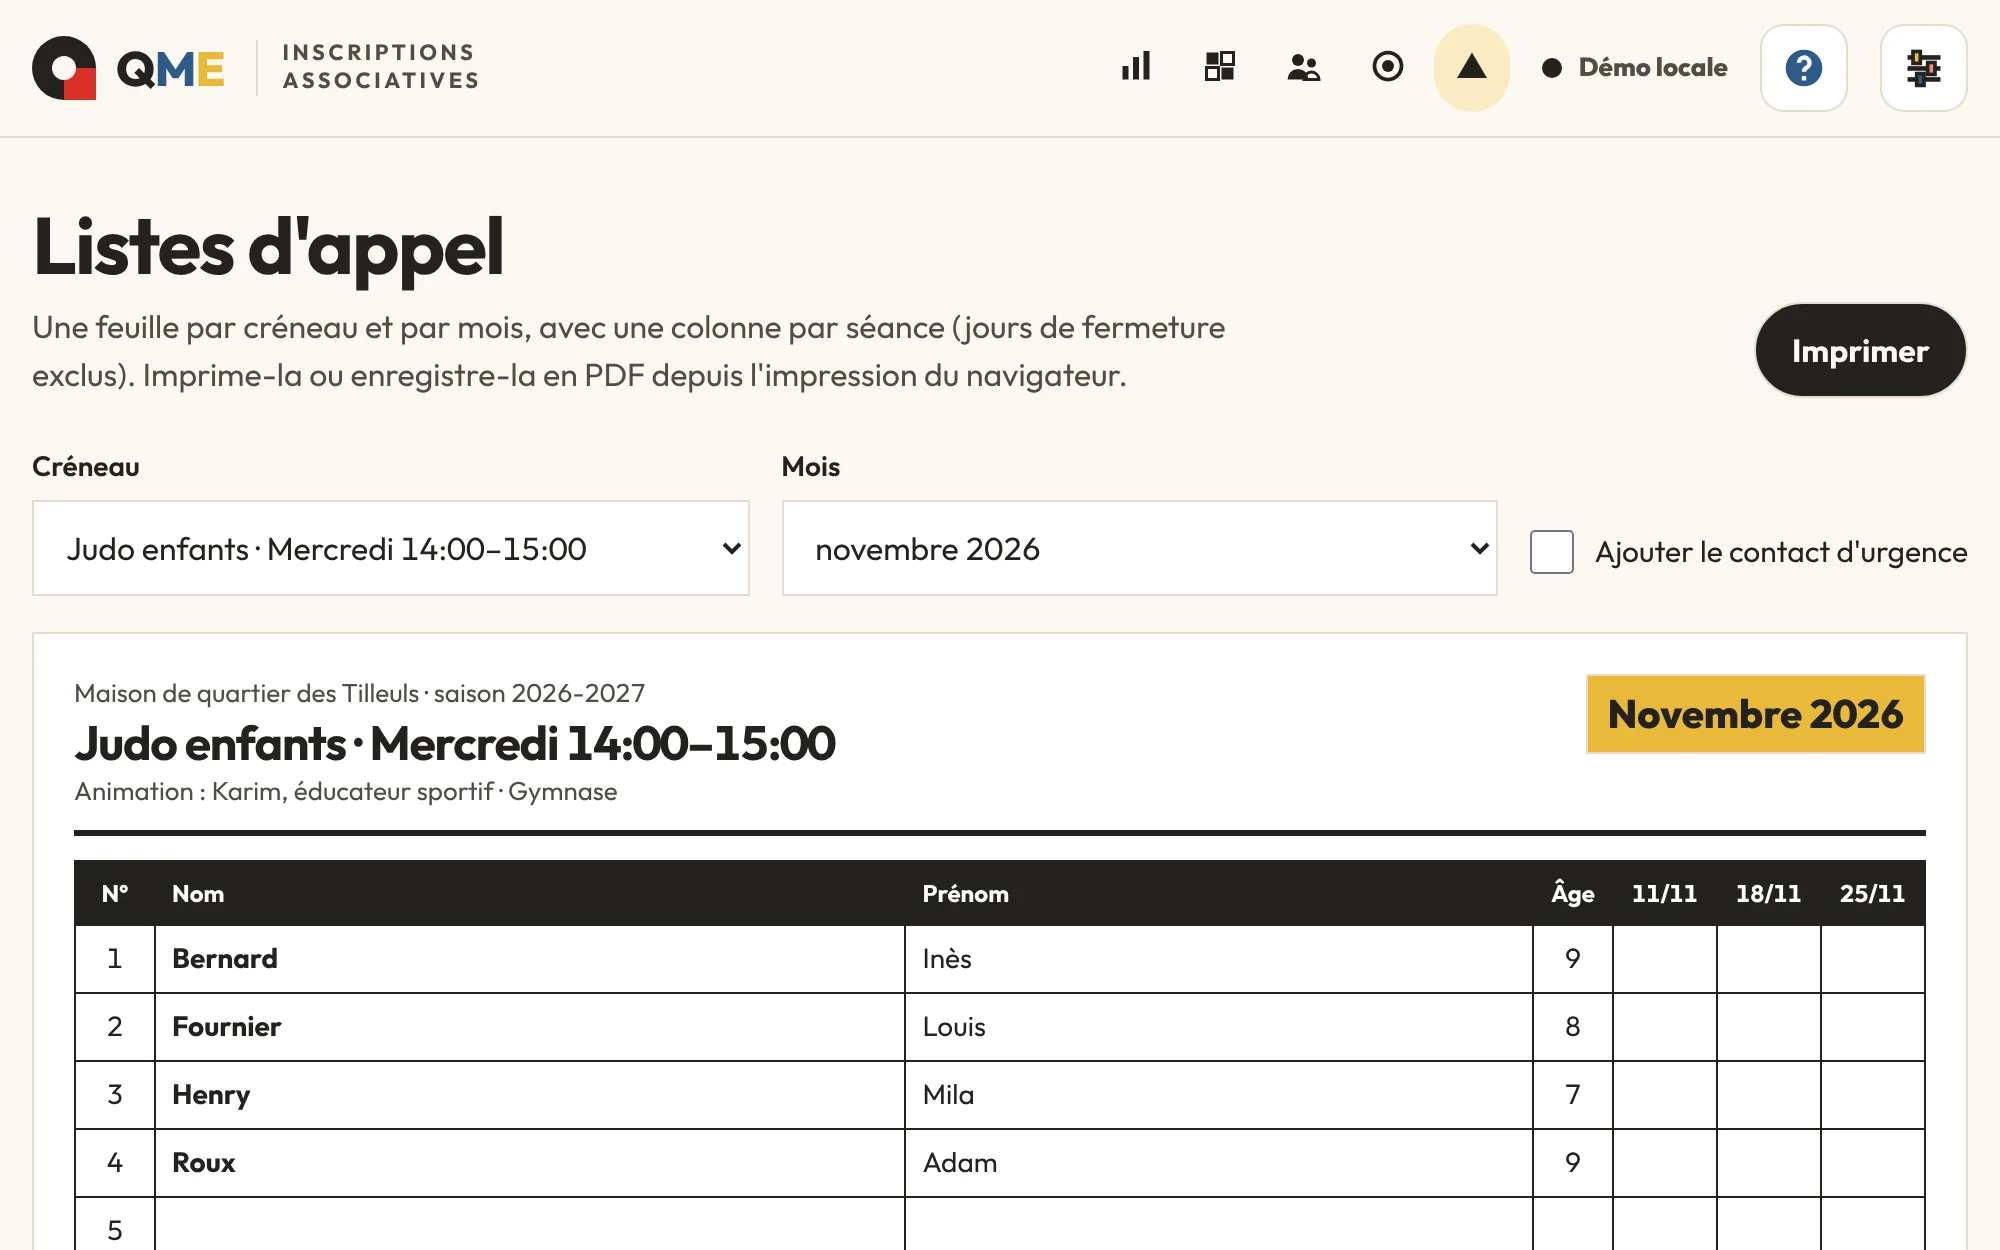 QME
INSCRIPTIONS
ASSOCIATIVES
Démo locale
?
Listes d'appel
Une feuille par créneau et par mois, avec une colonne par séance (jours de fermeture
exclus). Imprime-la ou enregistre-la en PDF depuis l'impression du navigateur.
Imprimer
Créneau
Judo enfants · Mercredi 14:00–15:00
Mois
novembre 2026
Ajouter le contact d'urgence
Maison de quartier des Tilleuls · saison 2026-2027
Judo enfants · Mercredi 14:00–15:00
Animation : Karim, éducateur sportif · Gymnase
Novembre 2026
N° Nom Prénom Âge 11/11 18/11 25/11
1 Bernard Inès 9
2 Fournier Louis 8
3 Henry Mila 7
4 Roux Adam 9
5